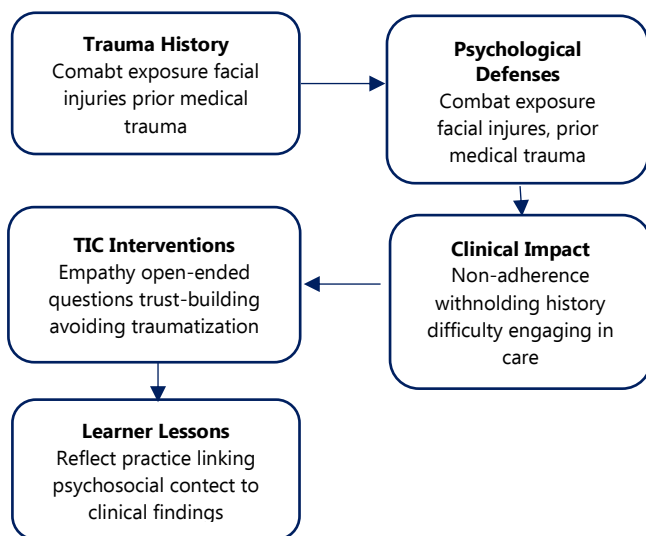 Trauma History
Comabt exposure facial
injuries prior medical
trauma
Psychological
Defenses
Combat exposure
facial injures, prior
medical trauma
Clinical Impact
Non-adherence
withnolding history
difficulty engaging in
care
TIC Interventions
Empathy open-ended
questions trust-building
avoiding traumatization
Learner Lessons
Reflect practice linking
psychosocial contect to
clinical findings